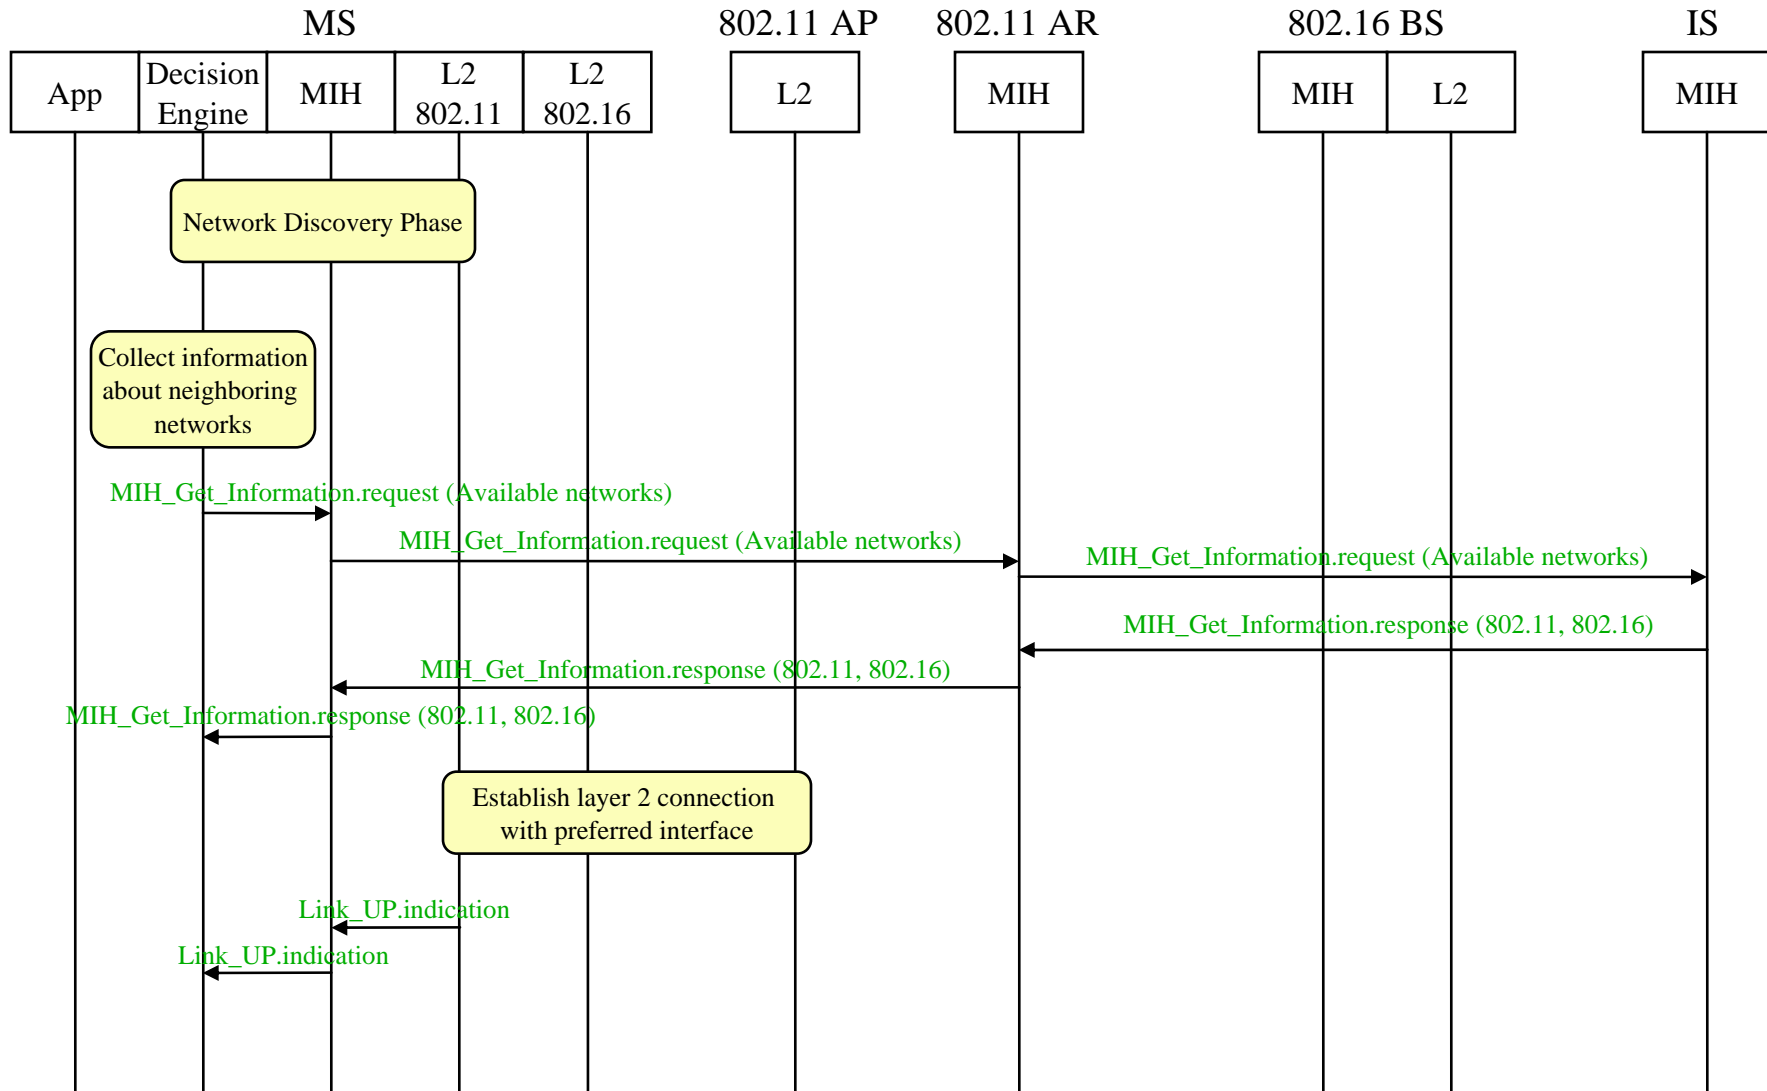 MS
802.11 AP
802.11 AR
802.16 BS
IS
App
Decision
Engine
MIH
L2
802.11
L2
802.16
L2
MIH
MIH
L2
MIH
Network Discovery Phase
Collect information
about neighboring
networks
MIH_Get_Information.request (Available networks)
MIH_Get_Information.request (Available networks)
MIH_Get_Information.request (Available networks)
MIH_Get_Information.response (802.11, 802.16)
MIH_Get_Information.response (802.11, 802.16)
MIH_Get_Information.response (802.11, 802.16)
Establish layer 2 connection
with preferred interface
Link_UP.indication
Link_UP.indication